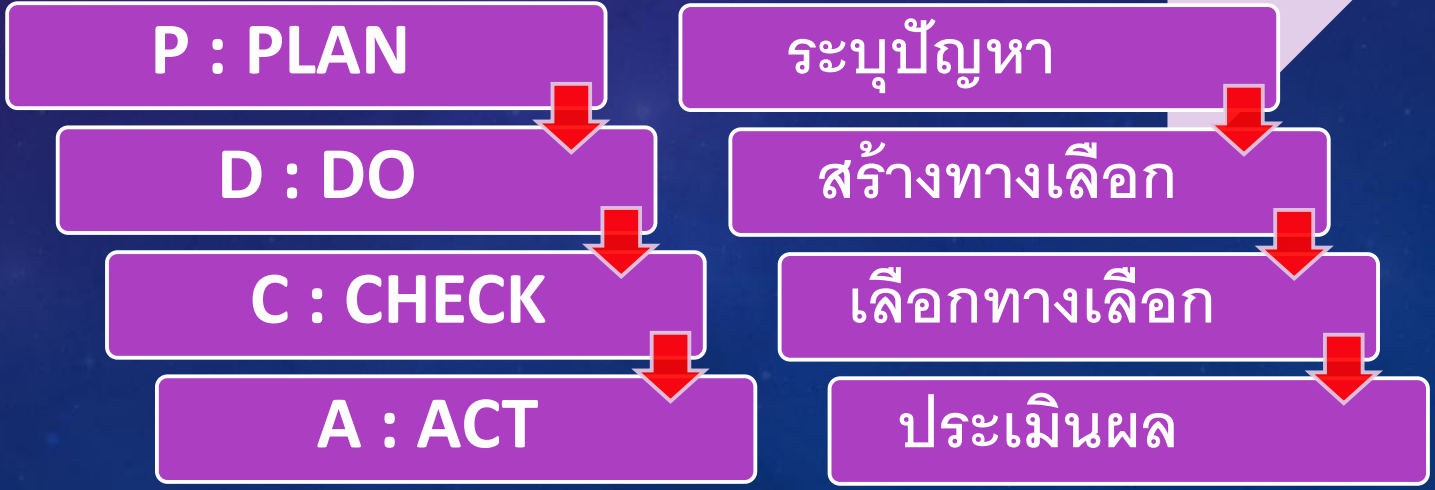 P : PLAN
D : DO
C : CHECK
A : ACT
ระบุปัญหา
สร้างทางเลือก
เลือกทางเลือก
ประเมินผล